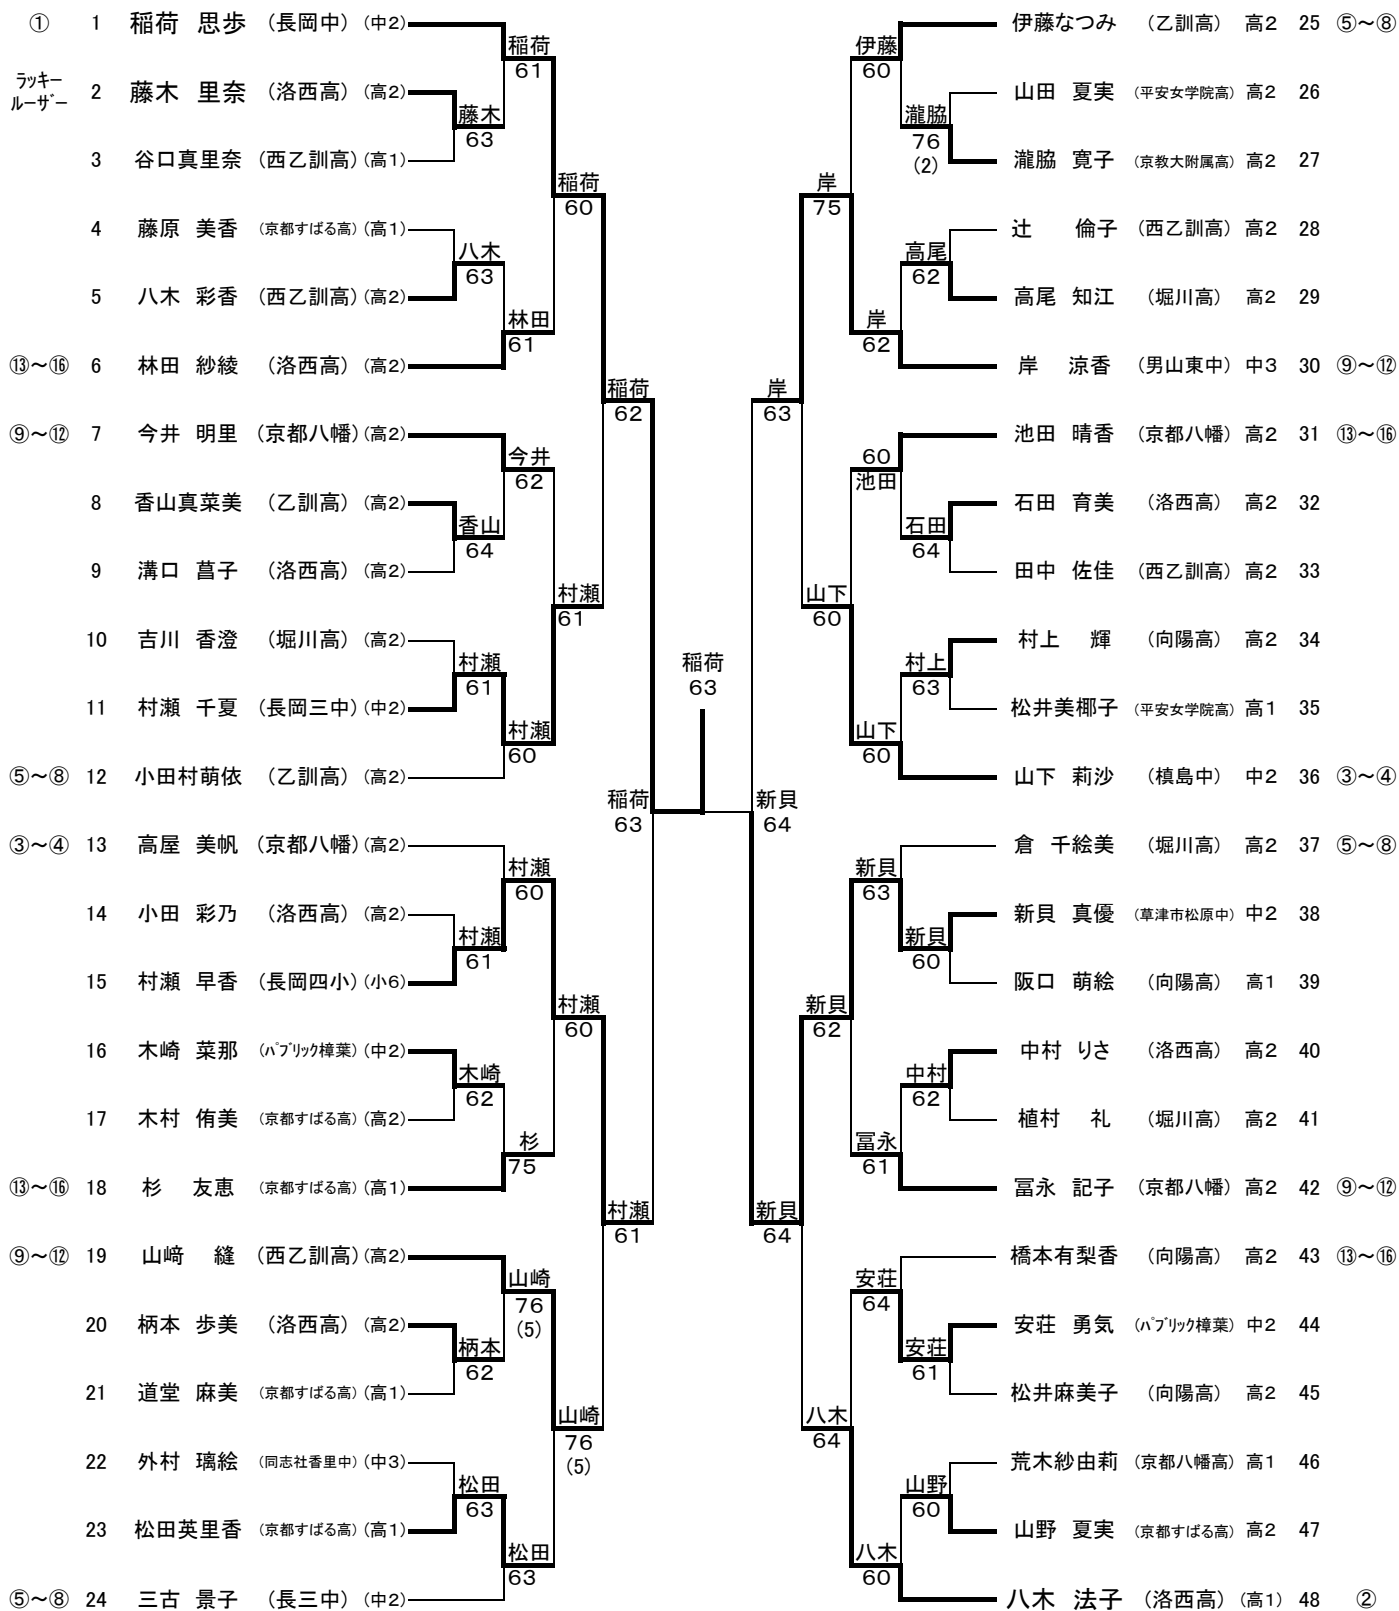 ① 1 稲荷 思歩 (長岡中) (中2)
稲荷
61
ラッキールーザー 2 藤木 里奈 (洛西高) (高2)
藤木
63
3 谷口真里奈 (西乙訓高) (高1)
稲荷
60
4 藤原 美香 (京都すばる高) (高1)
八木
63
5 八木 彩香 (西乙訓高) (高2)
林田
61
⑬～⑯ 6 林田 紗綾 (洛西高) (高2)
稲荷
62
⑨～⑫ 7 今井 明里 (京都八幡) (高2)
今井
62
8 香山真菜美 (乙訓高) (高2)
香山
64
9 溝口 菖子 (洛西高) (高2)
村瀬
61
10 吉川 香澄 (堀川高) (高2)
村瀬
61
11 村瀬 千夏 (長岡三中) (中2)
村瀬
60
⑤～⑧ 12 小田村萌依 (乙訓高) (高2)
稲荷
63
③～④ 13 高屋 美帆 (京都八幡) (高2)
村瀬
60
14 小田 彩乃 (洛西高) (高2)
村瀬
61
15 村瀬 早香 (長岡四小) (小6)
村瀬
60
16 木崎 菜那 (パブリック樟葉) (中2)
木崎
62
17 木村 侑美 (京都すばる高) (高2)
杉
75
⑬～⑯ 18 杉 友恵 (京都すばる高) (高1)
村瀬
61
⑨～⑫ 19 山﨑 縫 (西乙訓高) (高2)
山崎
76
(5)
20 柄本 歩美 (洛西高) (高2)
柄本
62
21 道堂 麻美 (京都すばる高) (高1)
山崎
76
(5)
22 外村 璃絵 (同志社香里中) (中3)
松田
63
23 松田英里香 (京都すばる高) (高1)
松田
63
⑤～⑧ 24 三古 景子 (長三中) (中2)
稲荷
63
伊藤なつみ (乙訓高) 高2 25 ⑤～⑧
伊藤
60
山田 夏実 (平安女学院高) 高2 26
瀧脇
76
(2)
瀧脇 寛子 (京教大附属高) 高2 27
岸
75
辻 倫子 (西乙訓高) 高2 28
高尾
62
高尾 知江 (堀川高) 高2 29
岸
62
岸 涼香 (男山東中) 中3 30 ⑨～⑫
岸
63
池田 晴香 (京都八幡) 高2 31 ⑬～⑯
60
池田
石田 育美 (洛西高) 高2 32
石田
64
田中 佐佳 (西乙訓高) 高2 33
山下
60
村上 輝 (向陽高) 高2 34
村上
63
松井美椰子 (平安女学院高) 高1 35
山下
60
山下 莉沙 (槙島中) 中2 36 ③～④
新貝
64
倉 千絵美 (堀川高) 高2 37 ⑤～⑧
新貝
63
新貝 真優 (草津市松原中) 中2 38
新貝
60
阪口 萌絵 (向陽高) 高1 39
新貝
62
中村 りさ (洛西高) 高2 40
中村
62
植村 礼 (堀川高) 高2 41
冨永
61
冨永 記子 (京都八幡) 高2 42 ⑨～⑫
新貝
64
橋本有梨香 (向陽高) 高2 43 ⑬～⑯
安荘
64
安荘 勇気 (パブリック樟葉) 中2 44
安荘
61
松井麻美子 (向陽高) 高2 45
八木
64
荒木紗由莉 (京都八幡高) 高1 46
山野
60
山野 夏実 (京都すばる高) 高2 47
八木
60
八木 法子 (洛西高) (高1) 48 ②